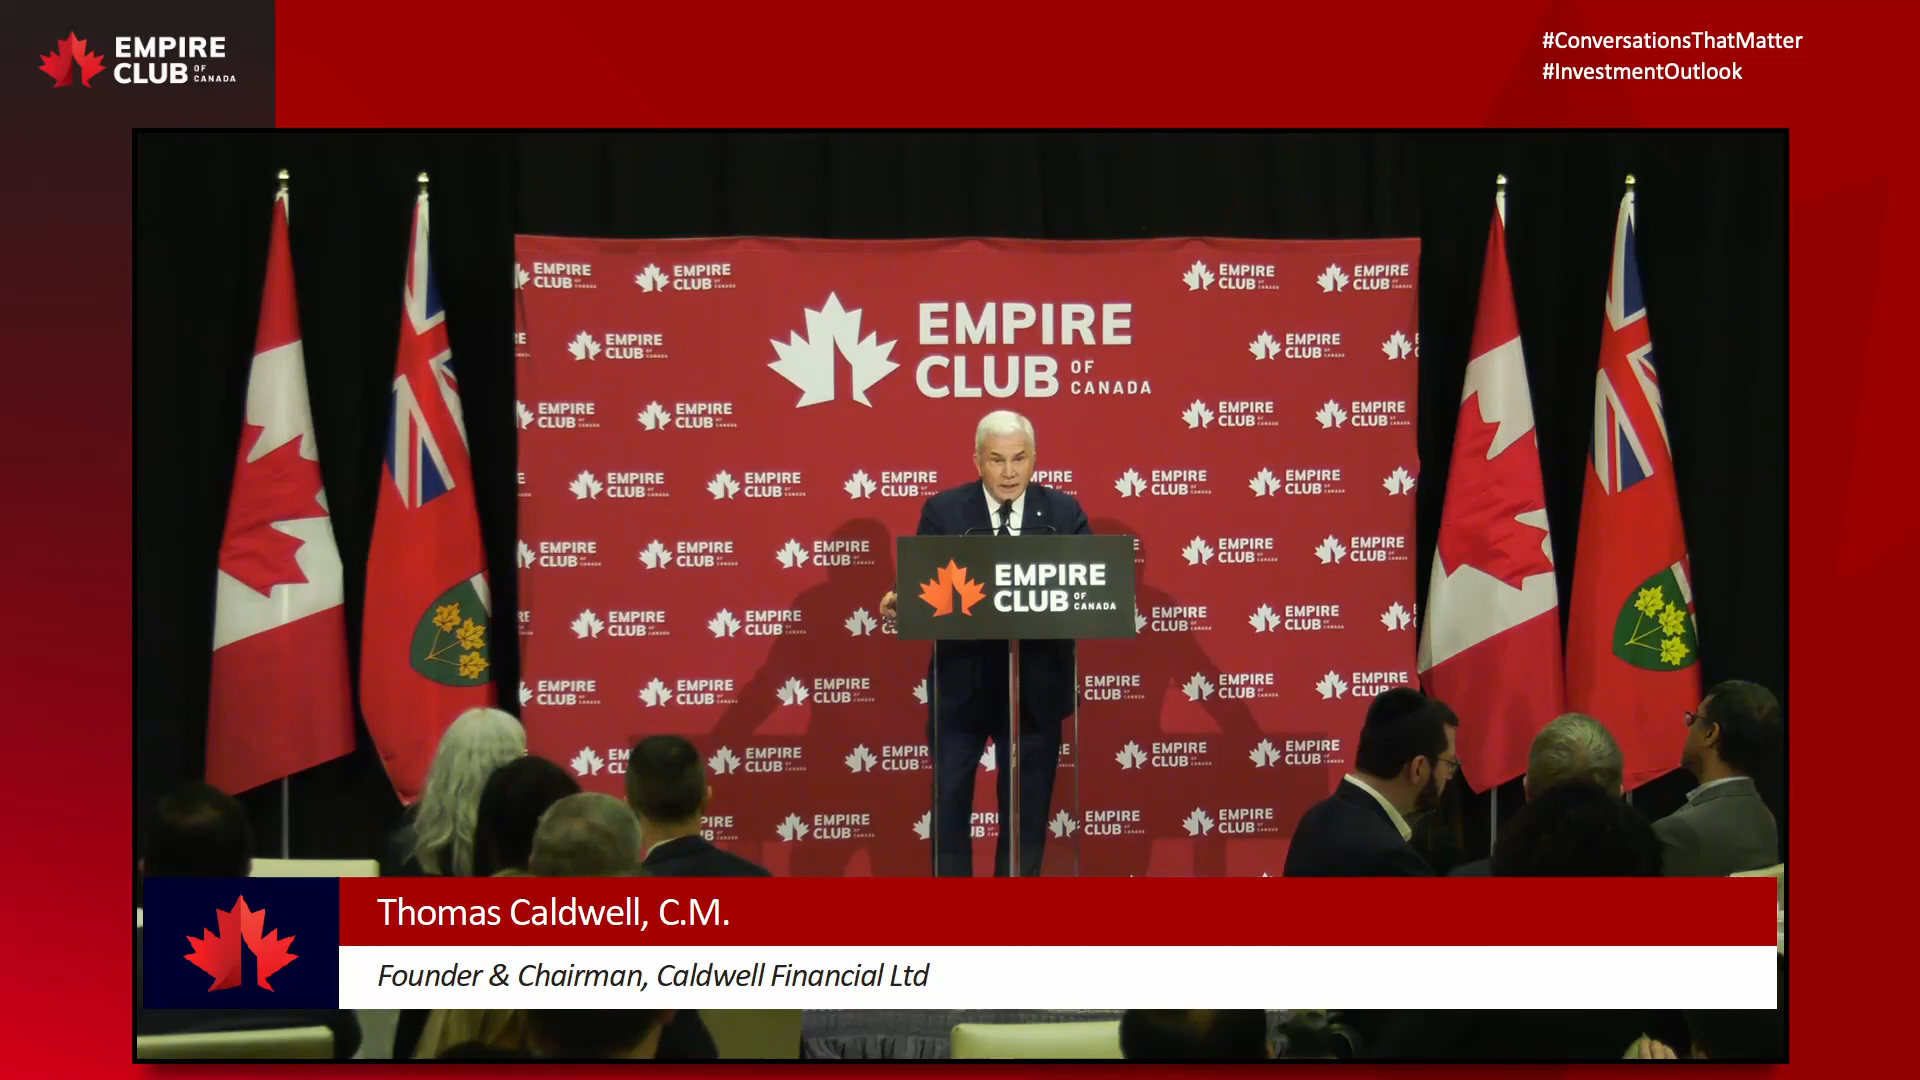 EMPIRE
CLUB OF CANADA
#ConversationsThatMatter
#InvestmentOutlook
EMPIRE
CLUB OF CANADA
EMPIRE
CLUB OF CANADA
Thomas Caldwell, C.M.
Founder & Chairman, Caldwell Financial Ltd